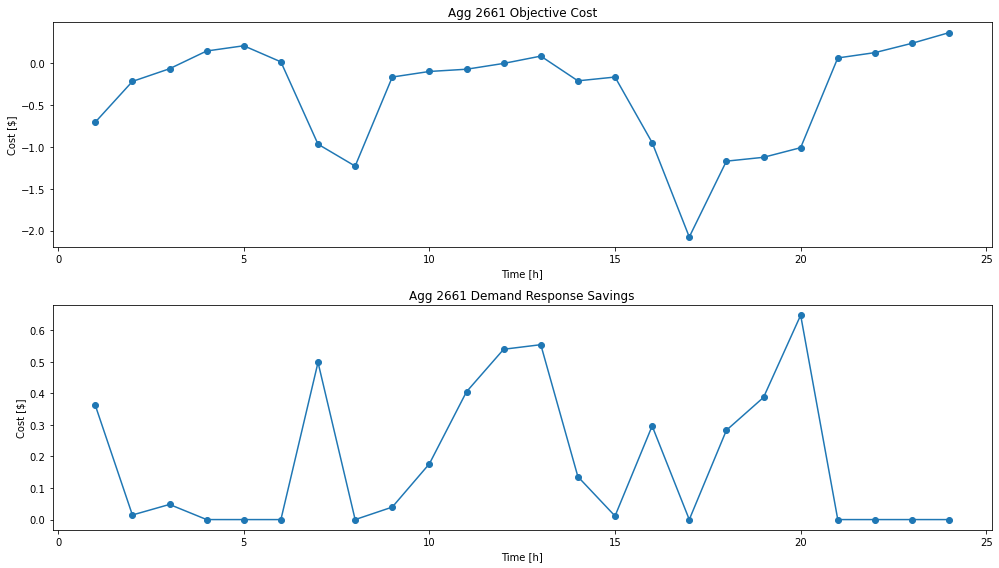 Agg 2661 Objective Cost
Cost [$]
0.0
−0.5
−1.0
−1.5
−2.0
0 5 10 15 20 25
Time [h]
Agg 2661 Demand Response Savings
Cost [$]
0.6
0.5
0.4
0.3
0.2
0.1
0.0
0 5 10 15 20 25
Time [h]